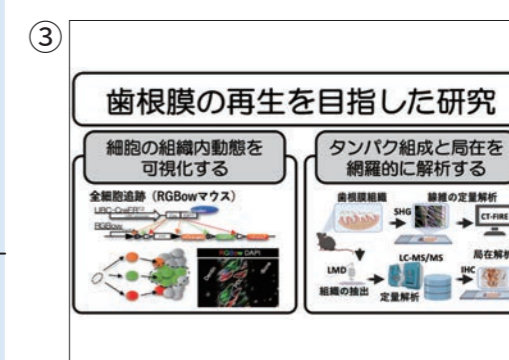 ③
歯根膜の再生を目指した研究
細胞の組織内動態を
可視化する
全細胞追跡（RGBowマウス）
UBC-CreERT2
RGBow
RGBow DAPI
タンパク組成と局在を
網羅的に解析する
歯根膜組織
線維の定量解析
SHG
CT-FIRE
LMD
LC-MS/MS
局在解析
IHC
組織の抽出
定量解析